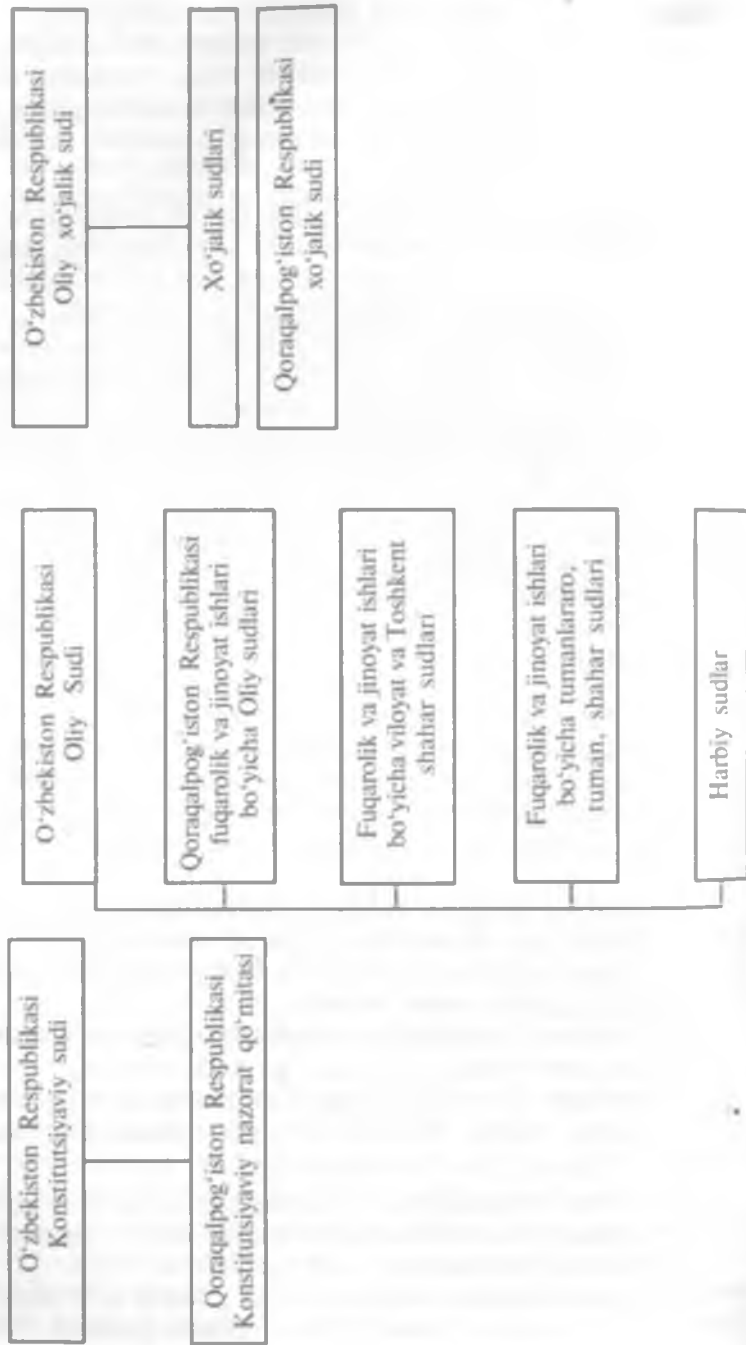 O‘zbekiston Respublikasi
Konstitutsiyaviy sudi
Qoraqalpog‘iston Respublikasi
Konstitutsiyaviy nazorat qo‘mitasi
O‘zbekiston Respublikasi
Oliy Sudi
Qoraqalpog‘iston Respublikasi
fuqarolik va jinoyat ishlari
bo‘yicha Oliy sudlari
Fuqarolik va jinoyat ishlari
bo‘yicha viloyat va Toshkent
shahar sudlari
Fuqarolik va jinoyat ishlari
bo‘yicha tumanlararo,
tuman, shahar sudlari
Harbiy sudlar
O‘zbekiston Respublikasi
Oliy xo‘jalik sudi
Xo‘jalik sudlari
Qoraqalpog‘iston Respublikasi
xo‘jalik sudi